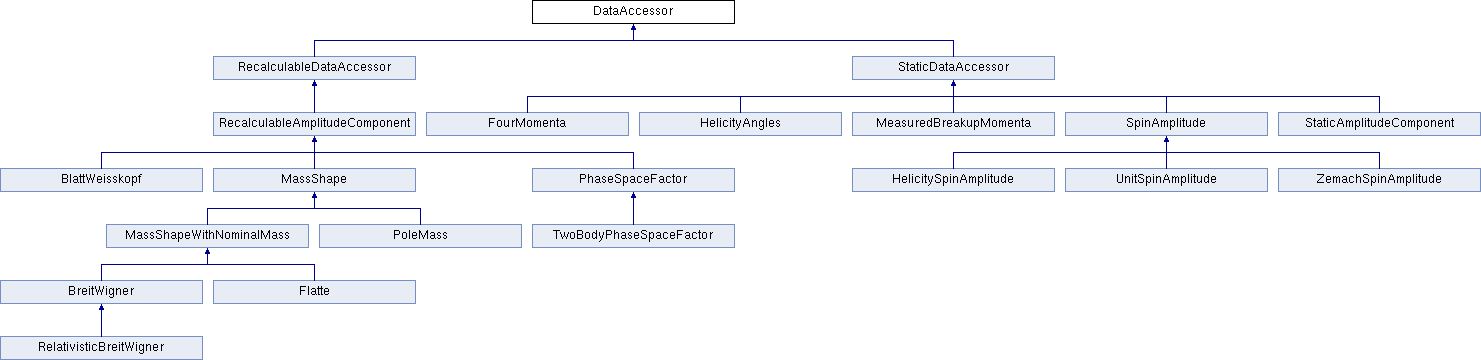 DataAccessor
RecalculableDataAccessor
StaticDataAccessor
RecalculableAmplitudeComponent
FourMomenta
HelicityAngles
MeasuredBreakupMomenta
SpinAmplitude
StaticAmplitudeComponent
BlattWeisskopf
MassShape
PhaseSpaceFactor
HelicitySpinAmplitude
UnitSpinAmplitude
ZemachSpinAmplitude
MassShapeWithNominalMass
PoleMass
TwoBodyPhaseSpaceFactor
BreitWigner
Flatte
RelativisticBreitWigner